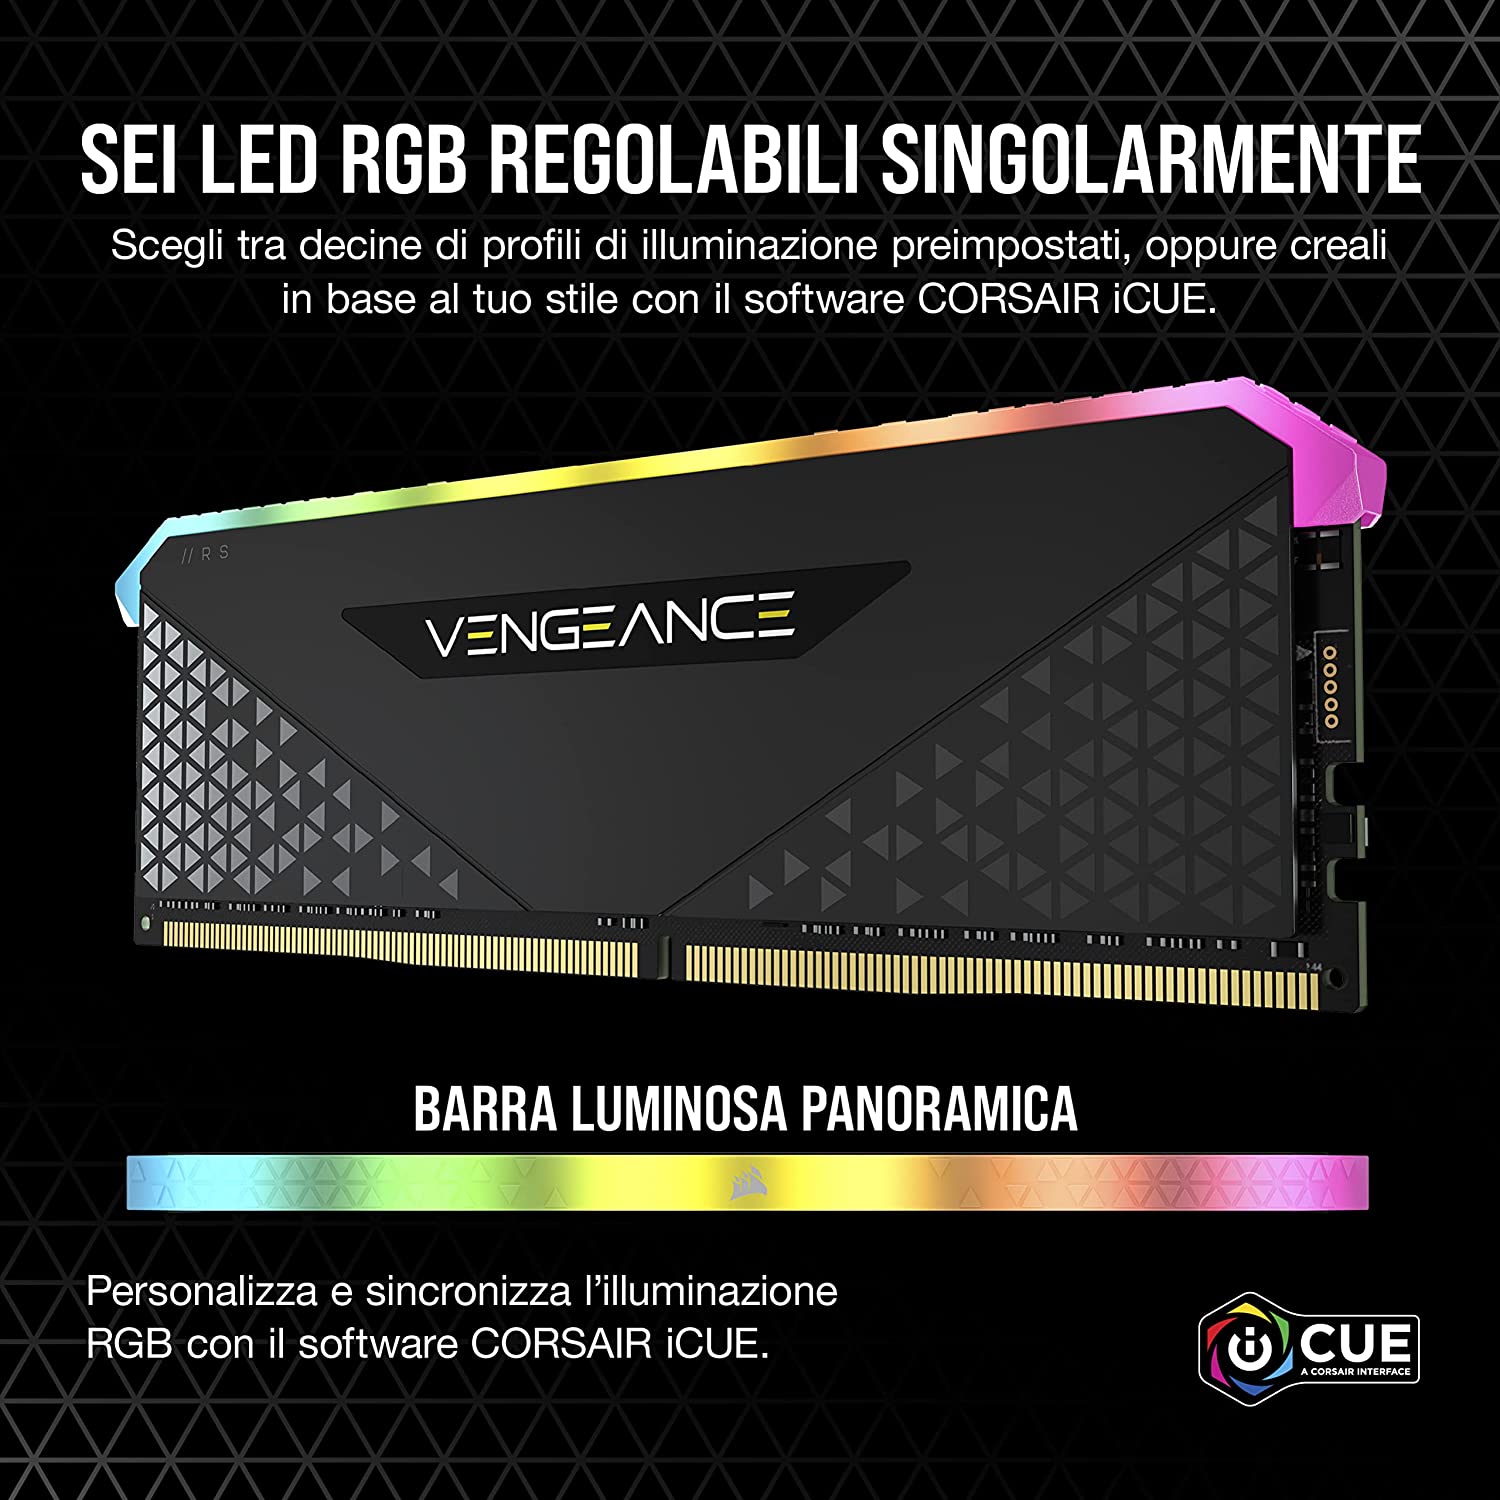 SEI LED RGB REGOLABILI SINGOLARMENTE
Scegli tra decine di profili di illuminazione preimpostati, oppure creali
in base al tuo stile con il software CORSAIR iCUE.
// RS
VENGEANCE
BARRA LUMINOSA PANORAMICA
Personalizza e sincronizza l’illuminazione
RGB con il software CORSAIR iCUE.
iCUE
A CORSAIR INTERFACE